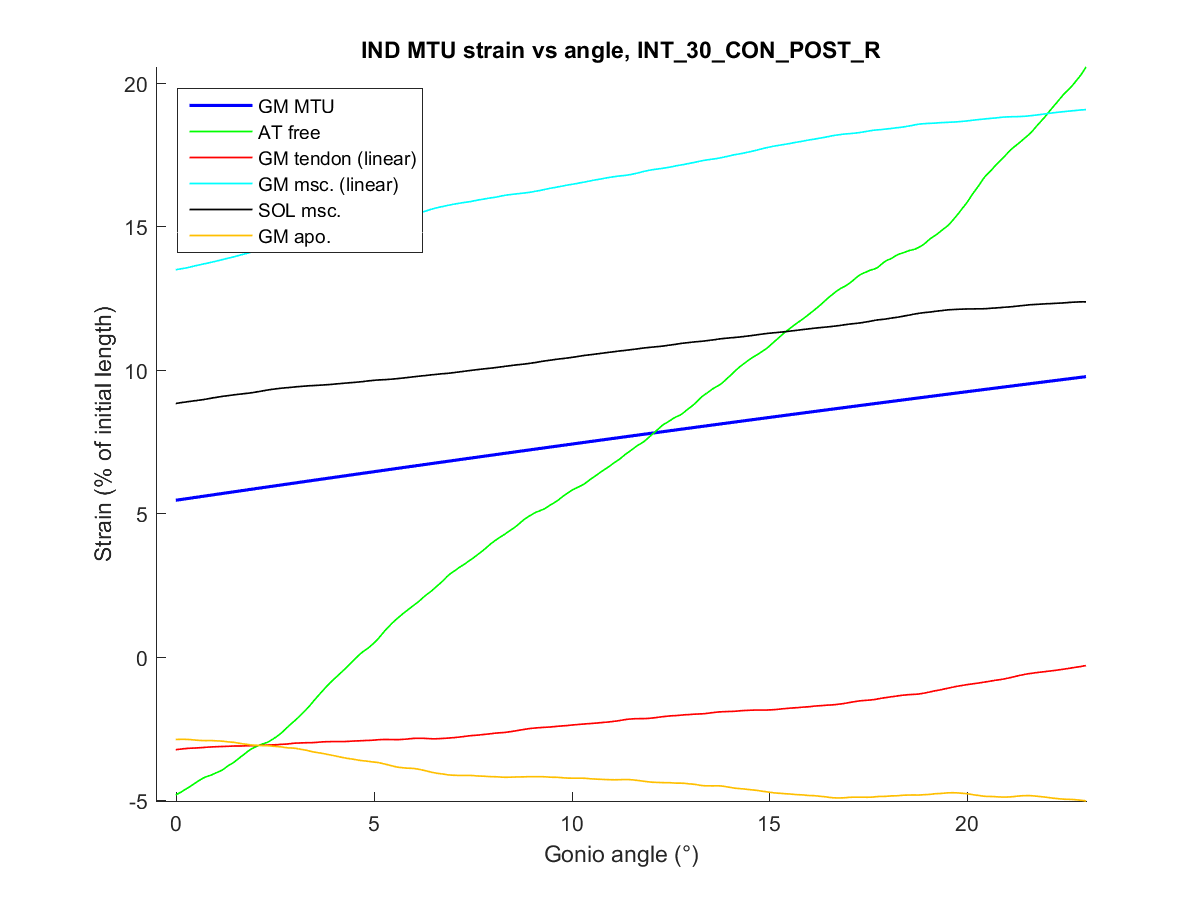 IND MTU strain vs angle, INT_30_CON_POST_R
GM MTU
AT free
GM tendon (linear)
GM msc. (linear)
SOL msc.
GM apo.
Strain (% of initial length)
20
15
10
5
0
-5
0 5 10 15 20
Gonio angle (°)